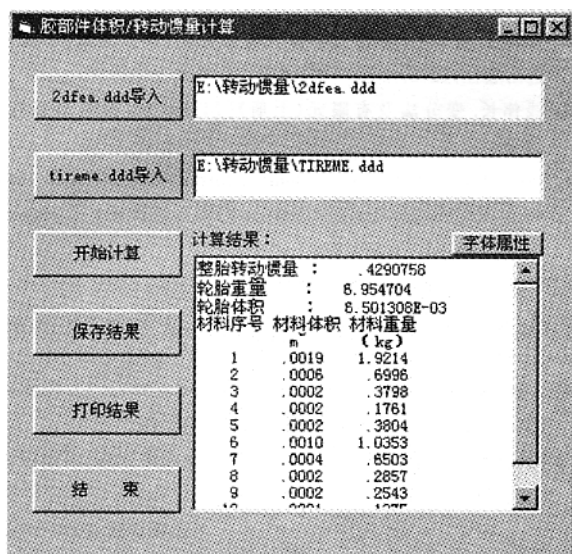 胶部件体积/转动惯量计算
2dfea.ddd导入
E:\转动惯量\2dfea.ddd
tireme.ddd导入
E:\转动惯量\TIREME.ddd
开始计算
计算结果：
字体属性
整胎转动惯量 : .4290758
轮胎重量 : 6.954704
轮胎体积 : 6.501308E-03
材料序号 材料体积 材料重量
m (kg)
1 .0019 1.9214
2 .0006 .6996
3 .0002 .3798
4 .0002 .1761
5 .0002 .3804
6 .0010 1.0353
7 .0004 .6503
8 .0002 .2857
9 .0002 .2543
保存结果
打印结果
结 束